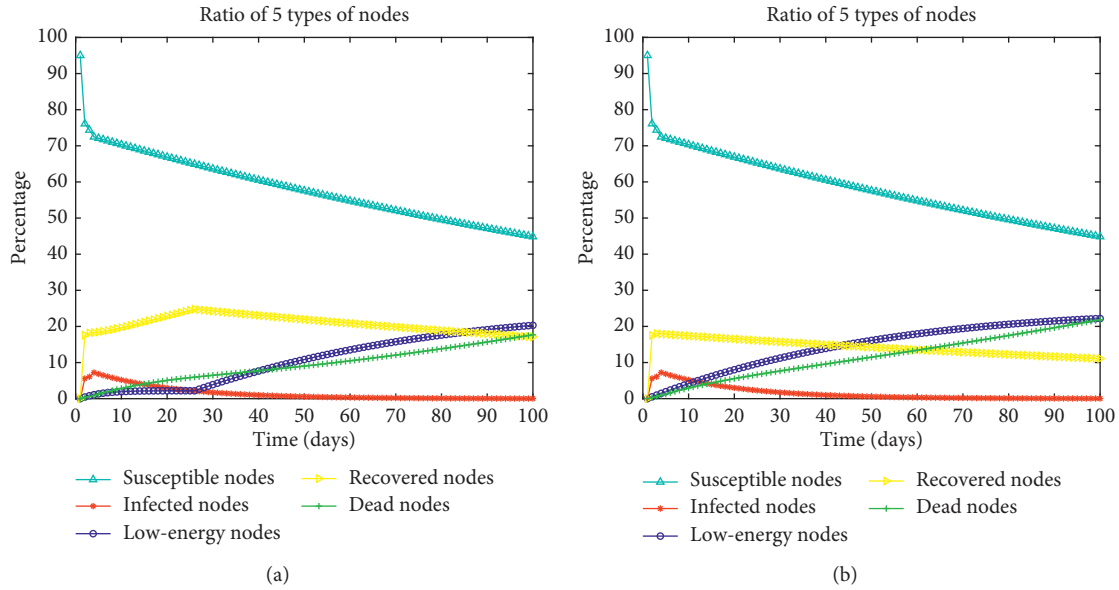 Ratio of 5 types of nodes
100
90
80
70
60
50
40
30
20
10
0
Percentage
0 10 20 30 40 50 60 70 80 90 100
Time (days)
Susceptible nodes
Infected nodes
Low-energy nodes
Recovered nodes
Dead nodes
(a)
Ratio of 5 types of nodes
100
90
80
70
60
50
40
30
20
10
0
Percentage
0 10 20 30 40 50 60 70 80 90 100
Time (days)
Susceptible nodes
Infected nodes
Low-energy nodes
Recovered nodes
Dead nodes
(b)